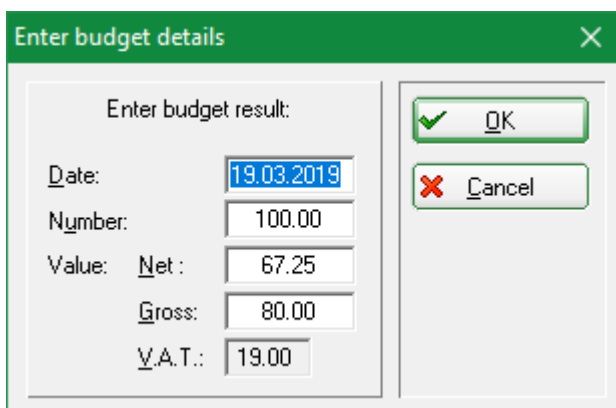 Enter budget details
Enter budget result:
Date: 19.03.2019
Number: 100.00
Value: Net : 67.25
Gross: 80.00
V.A.T.: 19.00
OK
Cancel